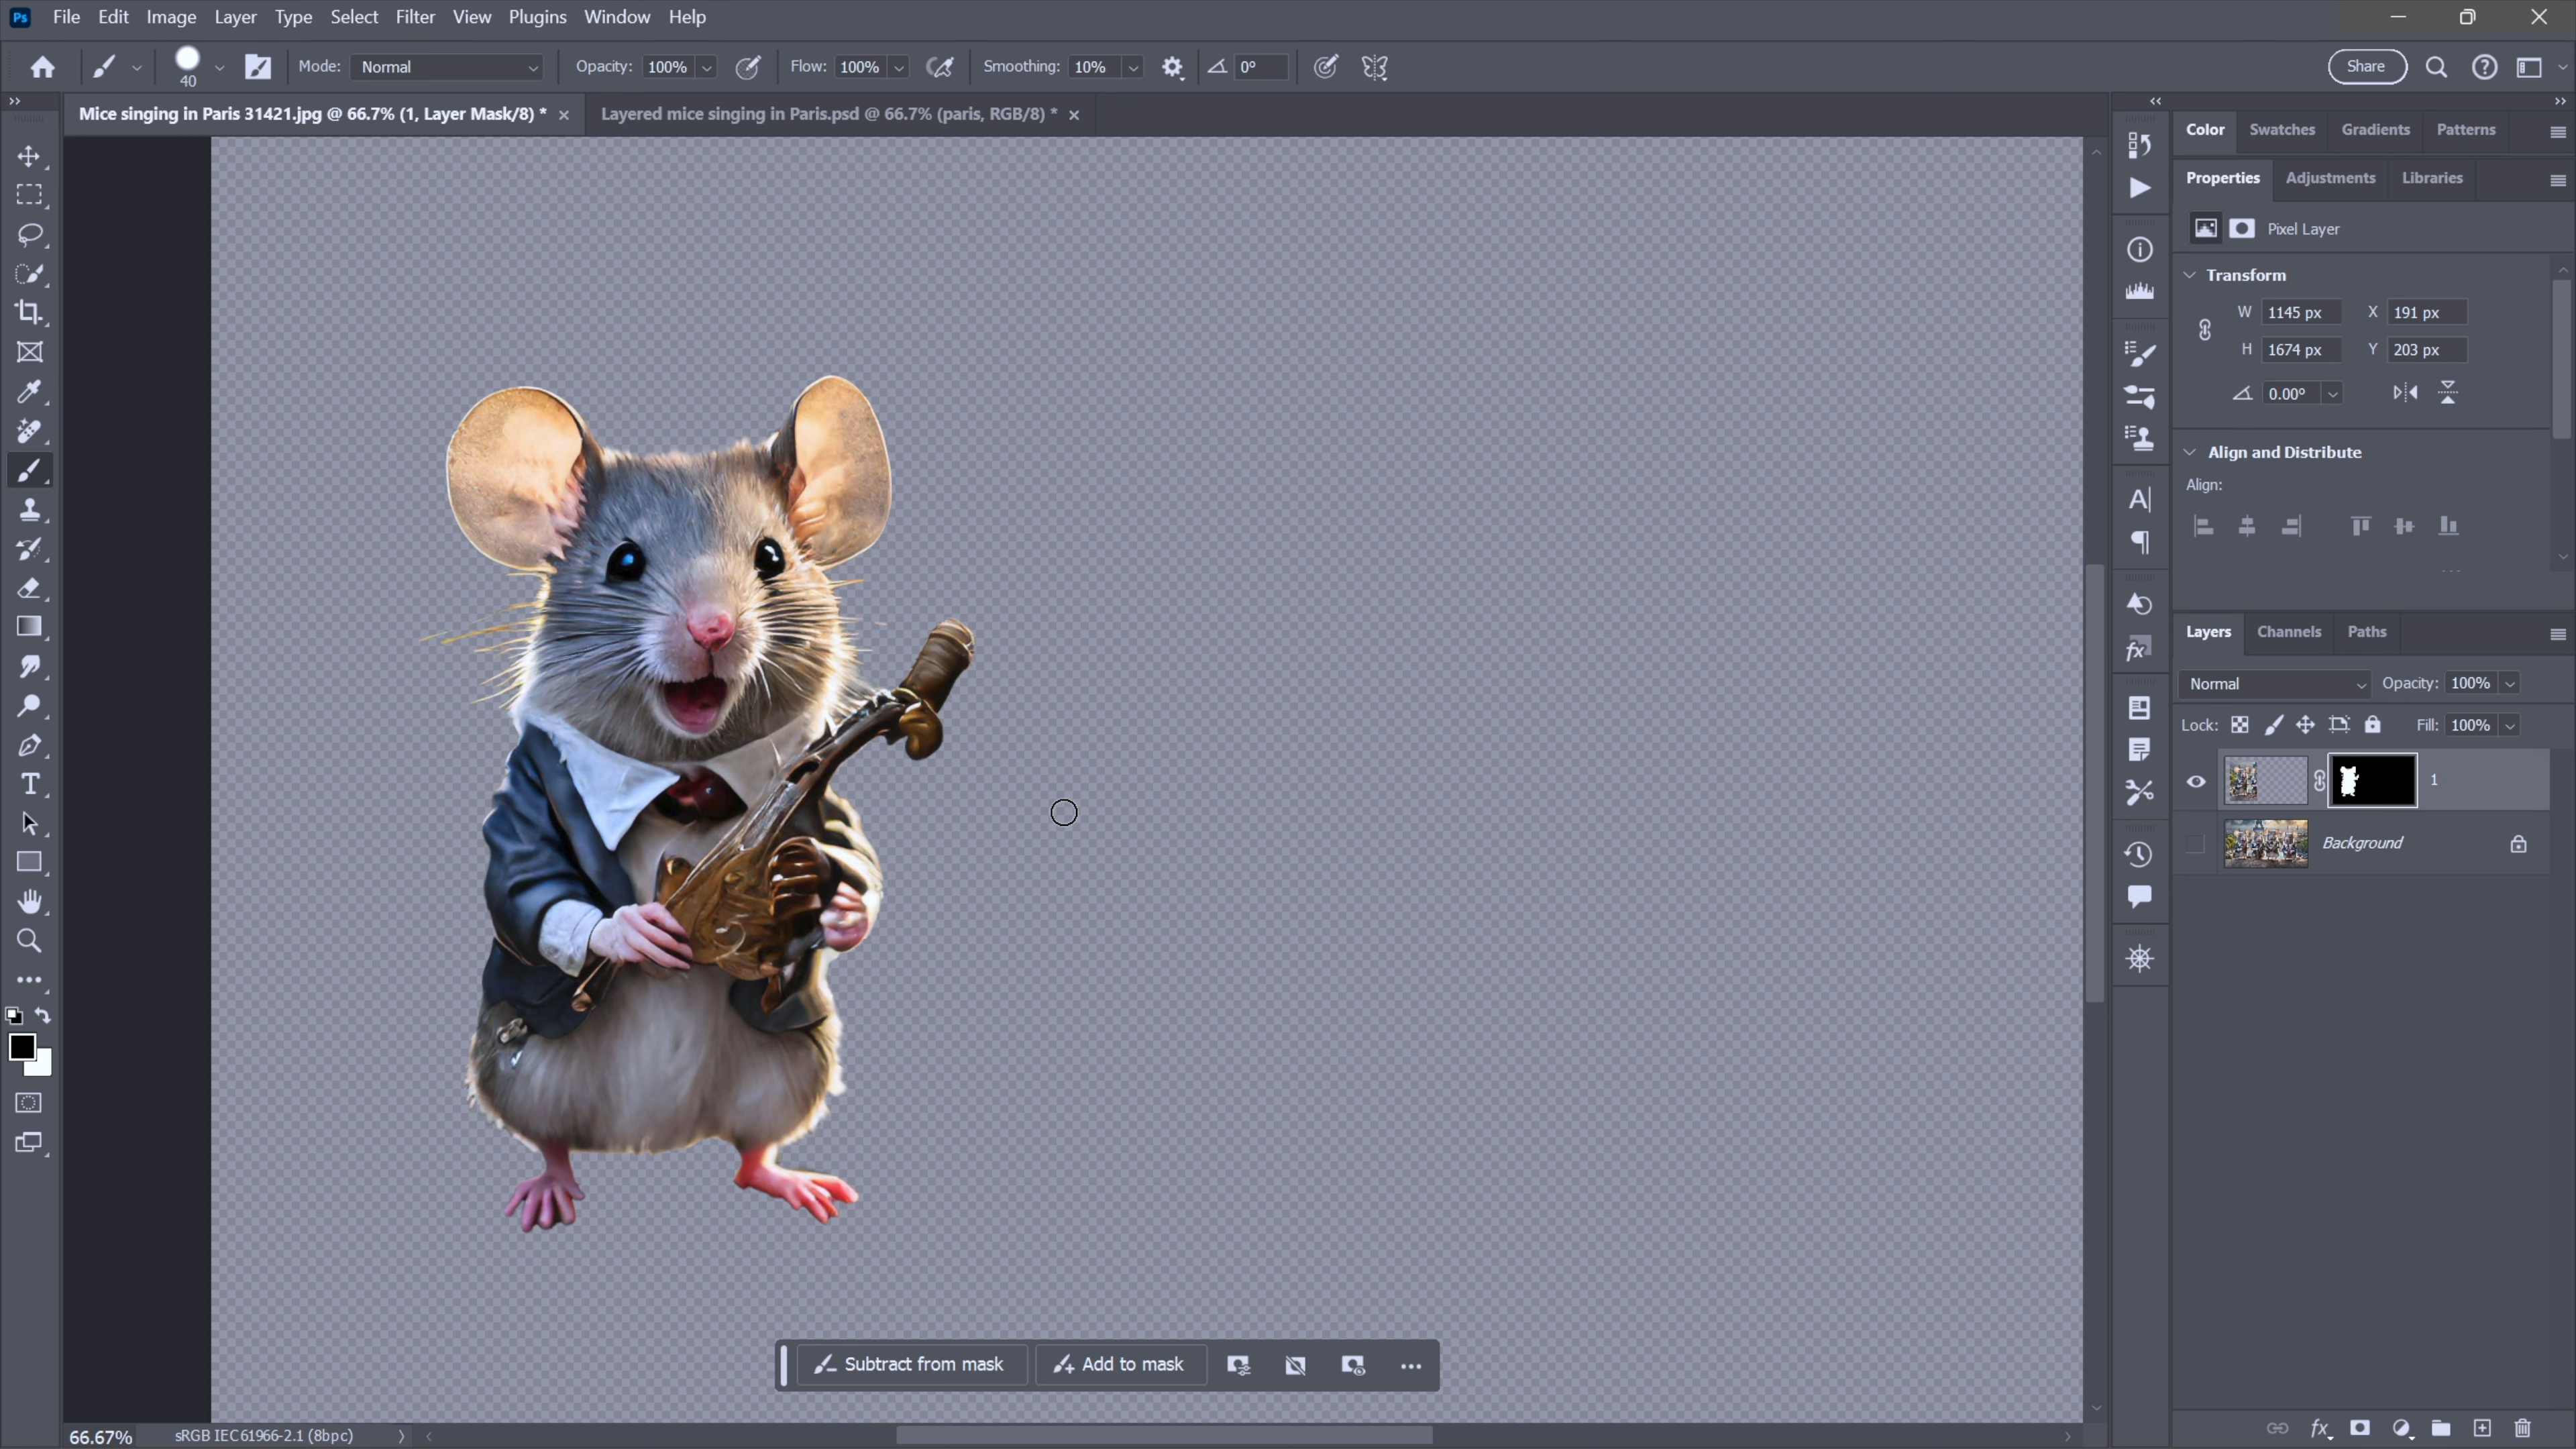 Ps File Edit Image Layer Type Select Filter View Plugins Window Help
40 Mode: Normal Opacity: 100% Flow: 100% Smoothing: 10% 0° Share
Mice singing in Paris 31421.jpg @ 66.7% (1, Layer Mask/8) * × Layered mice singing in Paris.psd @ 66.7% (paris, RGB/8) * ×
Color Swatches Gradients Patterns
Properties Adjustments Libraries
Pixel Layer
Transform
W 1145 px X 191 px
H 1674 px Y 203 px
0.00°
Align and Distribute
Align:
Layers Channels Paths
Normal Opacity: 100%
Lock: Fill: 100%
1
Background
Subtract from mask Add to mask
66.67% sRGB IEC61966-2.1 (8bpc)